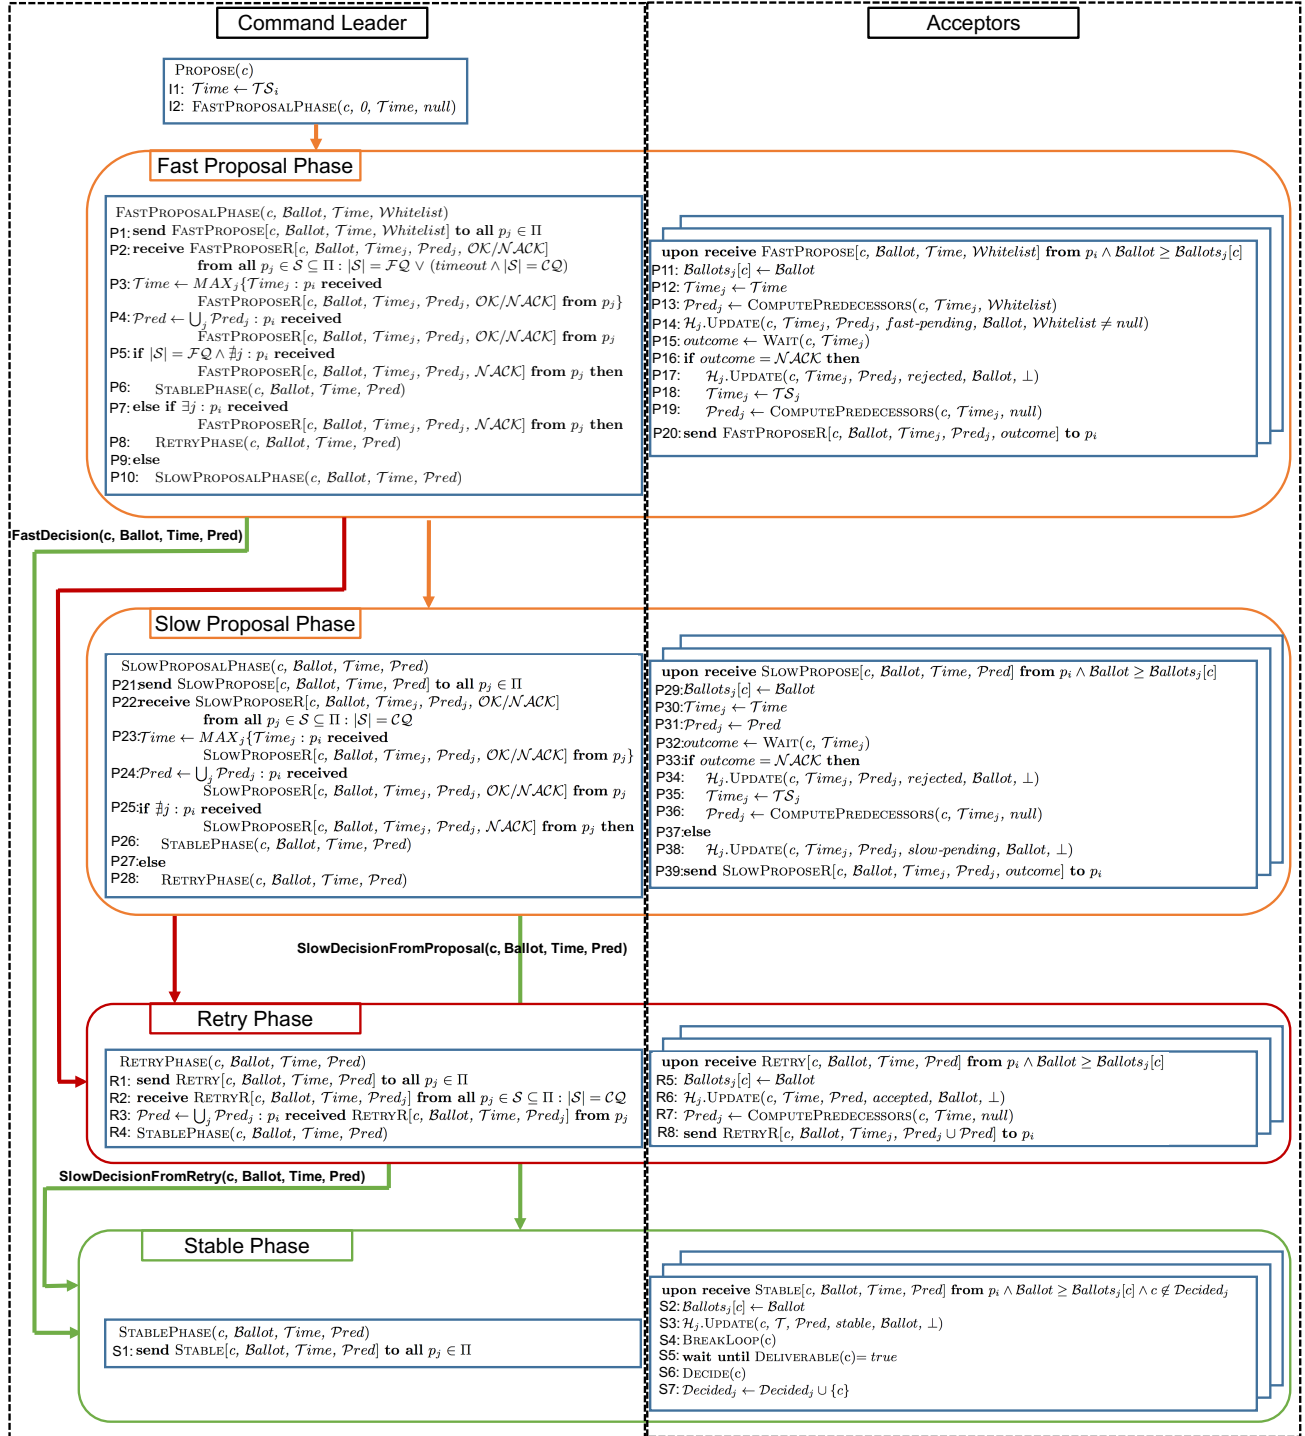 Command Leader
Acceptors
PROPOSE(c)
I1: Time ← TS_i
I2: FASTPROPOSALPHASE(c, 0, Time, null)
Fast Proposal Phase
FASTPROPOSALPHASE(c, Ballot, Time, Whitelist)
P1: send FASTPROPOSE[c, Ballot, Time, Whitelist] to all p_j ∈ Π
P2: receive FASTPROPOSER[c, Ballot, Time_j, Pred_j, OK/NACK]
from all p_j ∈ S ⊆ Π : |S| = FQ ∨ (timeout ∧ |S| = CQ)
P3: Time ← MAX_j{Time_j : p_i received
FASTPROPOSER[c, Ballot, Time_j, Pred_j, OK/NACK] from p_j}
P4: Pred ← ⋃_j Pred_j : p_i received
FASTPROPOSER[c, Ballot, Time_j, Pred_j, OK/NACK] from p_j
P5: if |S| = FQ ∧ ∄j : p_i received
FASTPROPOSER[c, Ballot, Time_j, Pred_j, NACK] from p_j then
P6: STABLEPHASE(c, Ballot, Time, Pred)
P7: else if ∃j : p_i received
FASTPROPOSER[c, Ballot, Time_j, Pred_j, NACK] from p_j then
P8: RETRYPHASE(c, Ballot, Time, Pred)
P9: else
P10: SLOWPROPOSALPHASE(c, Ballot, Time, Pred)
upon receive FASTPROPOSE[c, Ballot, Time, Whitelist] from p_i ∧ Ballot ≥ Ballots_j[c]
P11: Ballots_j[c] ← Ballot
P12: Time_j ← Time
P13: Pred_j ← COMPUTEPREDECESSORS(c, Time_j, Whitelist)
P14: H_j.UPDATE(c, Time_j, Pred_j, fast-pending, Ballot, Whitelist ≠ null)
P15: outcome ← WAIT(c, Time_j)
P16: if outcome = NACK then
P17: H_j.UPDATE(c, Time_j, Pred_j, rejected, Ballot, ⊥)
P18: Time_j ← TS_j
P19: Pred_j ← COMPUTEPREDECESSORS(c, Time_j, null)
P20: send FASTPROPOSER[c, Ballot, Time_j, Pred_j, outcome] to p_i
FastDecision(c, Ballot, Time, Pred)
Slow Proposal Phase
SLOWPROPOSALPHASE(c, Ballot, Time, Pred)
P21: send SLOWPROPOSE[c, Ballot, Time, Pred] to all p_j ∈ Π
P22: receive SLOWPROPOSER[c, Ballot, Time_j, Pred_j, OK/NACK]
from all p_j ∈ S ⊆ Π : |S| = CQ
P23: Time ← MAX_j{Time_j : p_i received
SLOWPROPOSER[c, Ballot, Time_j, Pred_j, OK/NACK] from p_j}
P24: Pred ← ⋃_j Pred_j : p_i received
SLOWPROPOSER[c, Ballot, Time_j, Pred_j, OK/NACK] from p_j
P25: if ∄j : p_i received
SLOWPROPOSER[c, Ballot, Time_j, Pred_j, NACK] from p_j then
P26: STABLEPHASE(c, Ballot, Time, Pred)
P27: else
P28: RETRYPHASE(c, Ballot, Time, Pred)
upon receive SLOWPROPOSE[c, Ballot, Time, Pred] from p_i ∧ Ballot ≥ Ballots_j[c]
P29: Ballots_j[c] ← Ballot
P30: Time_j ← Time
P31: Pred_j ← Pred
P32: outcome ← WAIT(c, Time_j)
P33: if outcome = NACK then
P34: H_j.UPDATE(c, Time_j, Pred_j, rejected, Ballot, ⊥)
P35: Time_j ← TS_j
P36: Pred_j ← COMPUTEPREDECESSORS(c, Time_j, null)
P37: else
P38: H_j.UPDATE(c, Time_j, Pred_j, slow-pending, Ballot, ⊥)
P39: send SLOWPROPOSER[c, Ballot, Time_j, Pred_j, outcome] to p_i
SlowDecisionFromProposal(c, Ballot, Time, Pred)
Retry Phase
RETRYPHASE(c, Ballot, Time, Pred)
R1: send RETRY[c, Ballot, Time, Pred] to all p_j ∈ Π
R2: receive RETRYR[c, Ballot, Time, Pred_j] from all p_j ∈ S ⊆ Π : |S| = CQ
R3: Pred ← ⋃_j Pred_j : p_i received RETRYR[c, Ballot, Time, Pred_j] from p_j
R4: STABLEPHASE(c, Ballot, Time, Pred)
upon receive RETRY[c, Ballot, Time, Pred] from p_i ∧ Ballot ≥ Ballots_j[c]
R5: Ballots_j[c] ← Ballot
R6: H_j.UPDATE(c, Time, Pred, accepted, Ballot, ⊥)
R7: Pred_j ← COMPUTEPREDECESSORS(c, Time, null)
R8: send RETRYR[c, Ballot, Time_j, Pred_j ∪ Pred] to p_i
SlowDecisionFromRetry(c, Ballot, Time, Pred)
Stable Phase
STABLEPHASE(c, Ballot, Time, Pred)
S1: send STABLE[c, Ballot, Time, Pred] to all p_j ∈ Π
upon receive STABLE[c, Ballot, Time, Pred] from p_i ∧ Ballot ≥ Ballots_j[c] ∧ c ∉ Decided_j
S2: Ballots_j[c] ← Ballot
S3: H_j.UPDATE(c, T, Pred, stable, Ballot, ⊥)
S4: BREAKLOOP(c)
S5: wait until DELIVERABLE(c)= true
S6: DECIDE(c)
S7: Decided_j ← Decided_j ∪ {c}